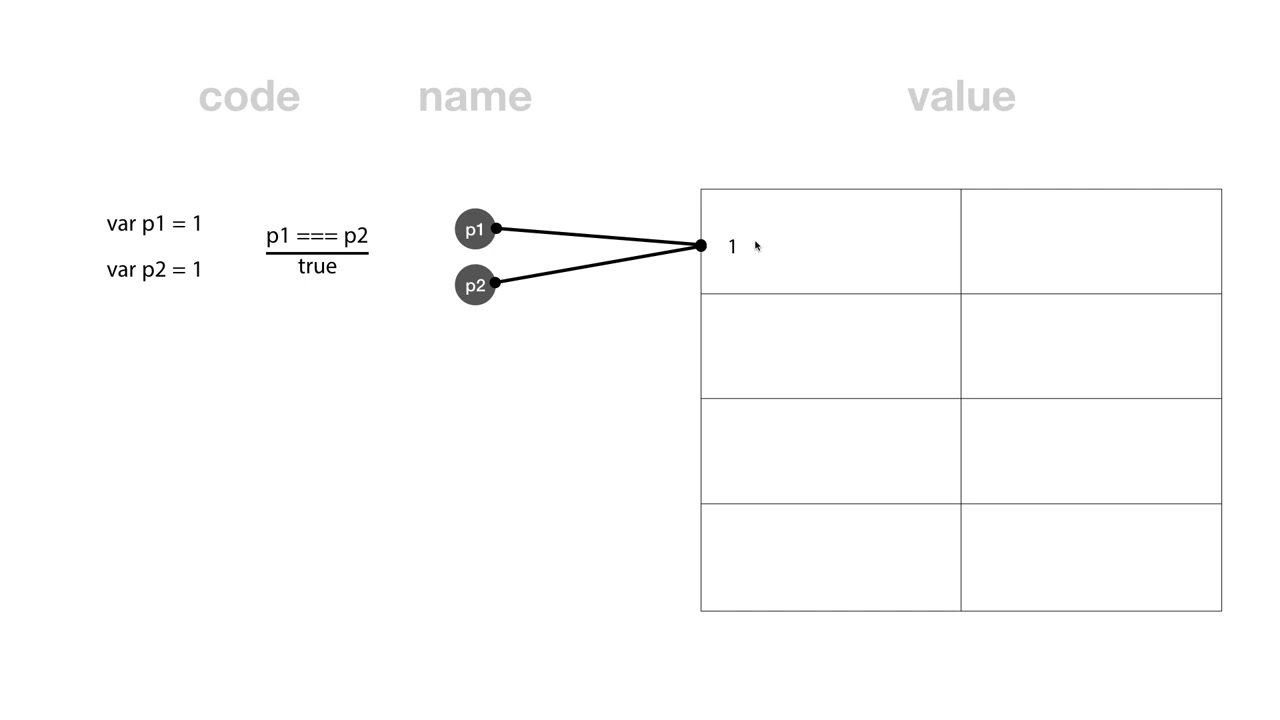 code name value
var p1 = 1
p1 === p2
var p2 = 1
true
p1
p2
1